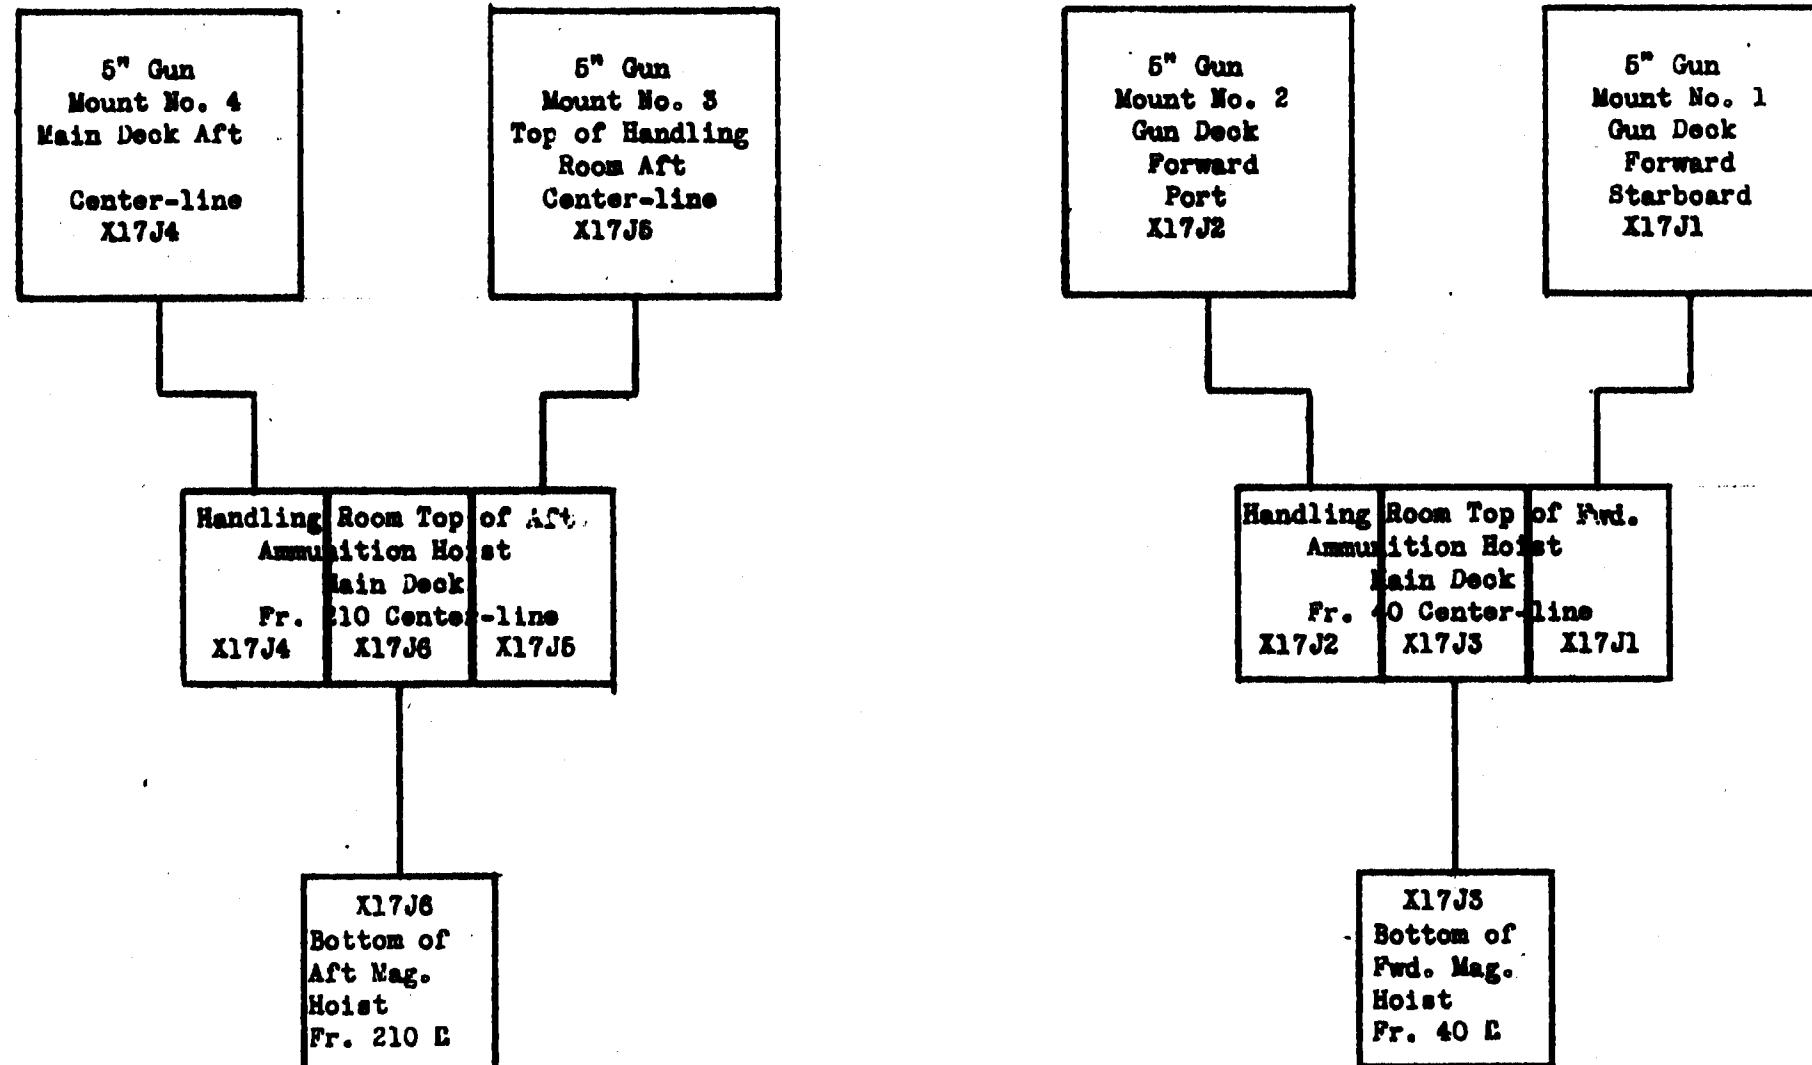 5" Gun
Mount No. 4
Main Deck Aft
Center-line
X17J4
5" Gun
Mount No. 3
Top of Handling
Room Aft
Center-line
X17J5
5" Gun
Mount No. 2
Gun Deck
Forward
Port
X17J2
5" Gun
Mount No. 1
Gun Deck
Forward
Starboard
X17J1
Handling Room Top of Aft.
Ammunition Hoist
Main Deck
Fr. 210 Center-line
X17J4 X17J6 X17J5
Handling Room Top of Fwd.
Ammunition Hoist
Main Deck
Fr. 40 Center-line
X17J2 X17J3 X17J1
X17J6
Bottom of
Aft Mag.
Hoist
Fr. 210
X17J3
Bottom of
Fwd. Mag.
Hoist
Fr. 40